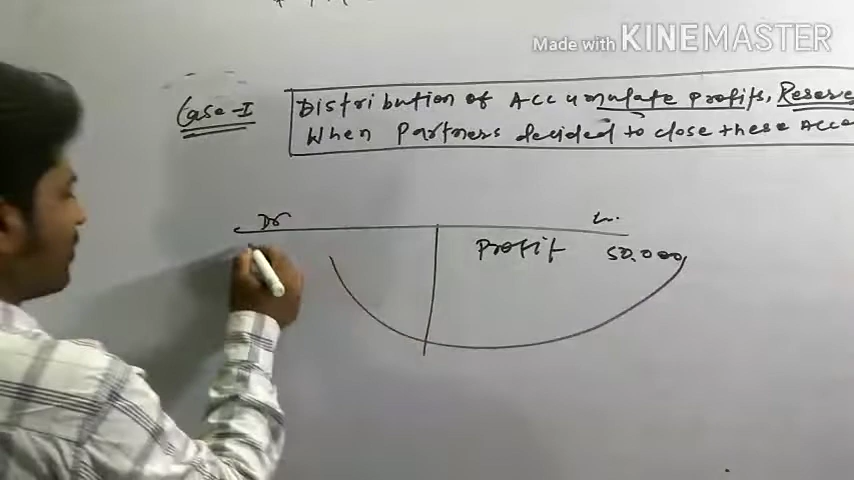 Made with KINEMASTER
Case-I
Distribution of Accumulate profits, Reserve
When Partners decided to close these Acco
Dr
Cr.
Profit 50,000